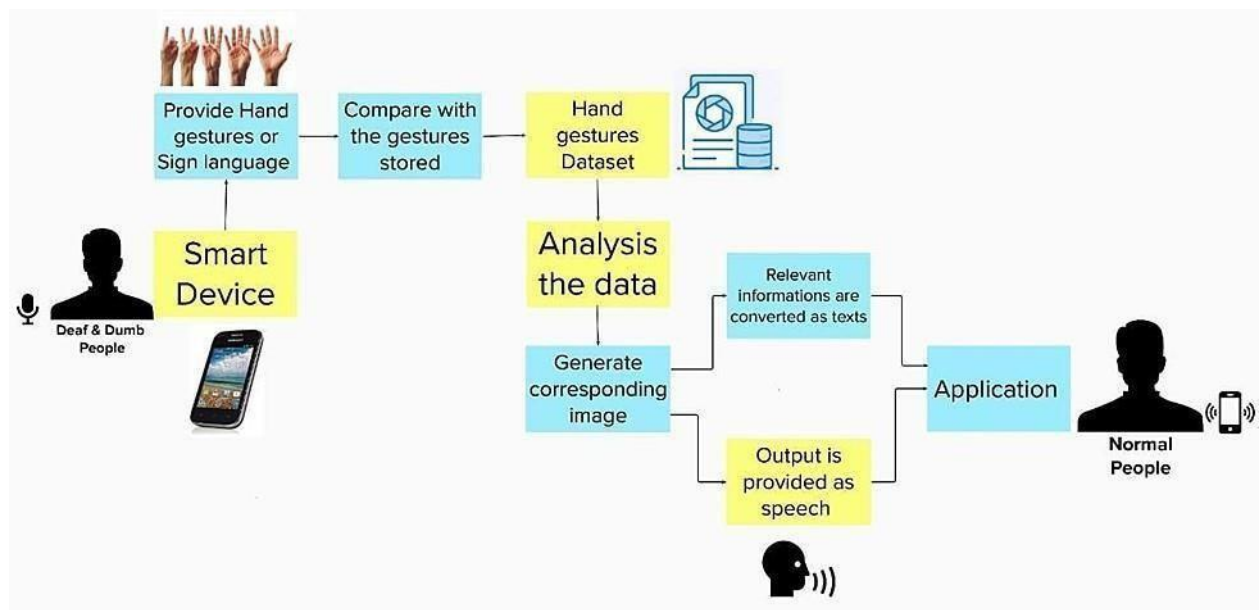 Provide Hand
gestures or
Sign language
Compare with
the gestures
stored
Hand
gestures
Dataset
Smart
Device
Deaf & Dumb
People
Analysis
the data
Generate
corresponding
image
Relevant
informations are
converted as texts
Output is
provided as
speech
Application
Normal
People